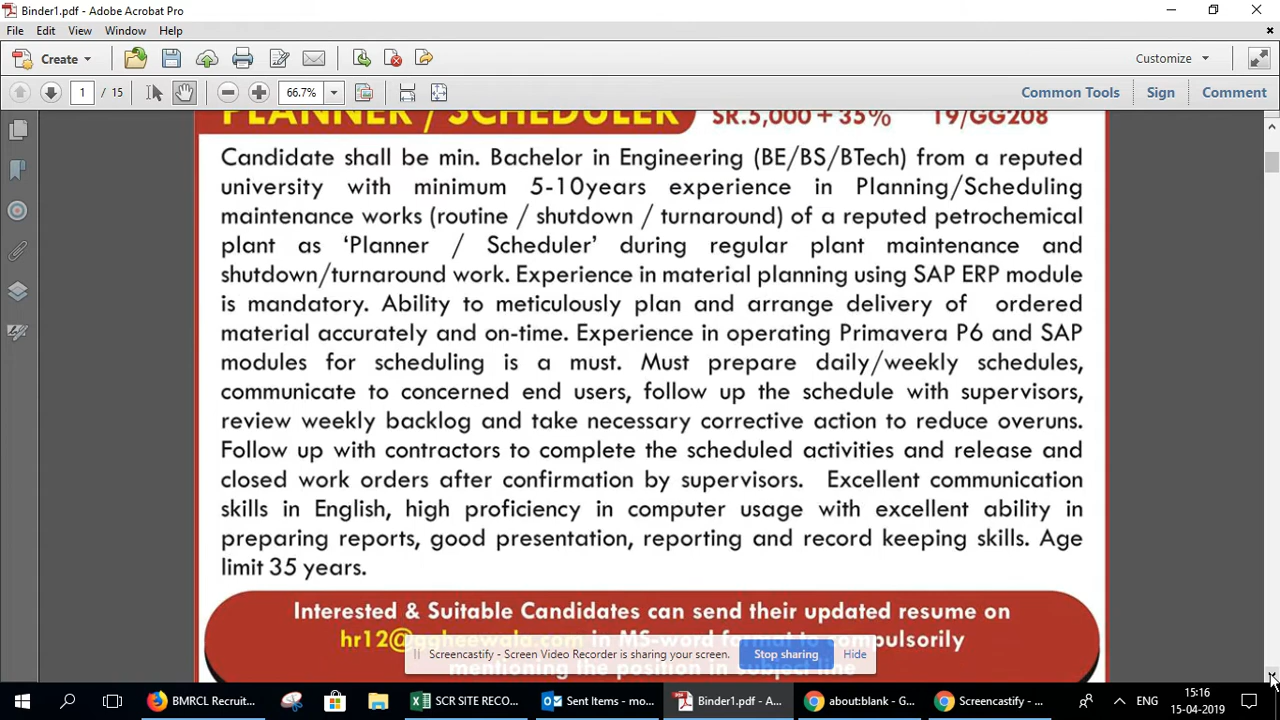 Binder1.pdf - Adobe Acrobat Pro
File Edit View Window Help
Create Customize
1 / 15 66.7% Common Tools Sign Comment
PLANNER / SCHEDULER SR.5,000 + 35% T9/GG208
Candidate shall be min. Bachelor in Engineering (BE/BS/BTech) from a reputed
university with minimum 5-10years experience in Planning/Scheduling
maintenance works (routine / shutdown / turnaround) of a reputed petrochemical
plant as ‘Planner / Scheduler’ during regular plant maintenance and
shutdown/turnaround work. Experience in material planning using SAP ERP module
is mandatory. Ability to meticulously plan and arrange delivery of ordered
material accurately and on-time. Experience in operating Primavera P6 and SAP
modules for scheduling is a must. Must prepare daily/weekly schedules,
communicate to concerned end users, follow up the schedule with supervisors,
review weekly backlog and take necessary corrective action to reduce overuns.
Follow up with contractors to complete the scheduled activities and release and
closed work orders after confirmation by supervisors. Excellent communication
skills in English, high proficiency in computer usage with excellent ability in
preparing reports, good presentation, reporting and record keeping skills. Age
limit 35 years.
Interested & Suitable Candidates can send their updated resume on
hr12@ggheewala.com in MS-word format to compulsorily
Screencastify - Screen Video Recorder is sharing your screen. Stop sharing Hide
mentioning the position in subject line
BMRCL Recruit... SCR SITE RECO... Sent Items - mo... Binder1.pdf - A... about:blank - G... Screencastify - ... ENG 15:16
15-04-2019